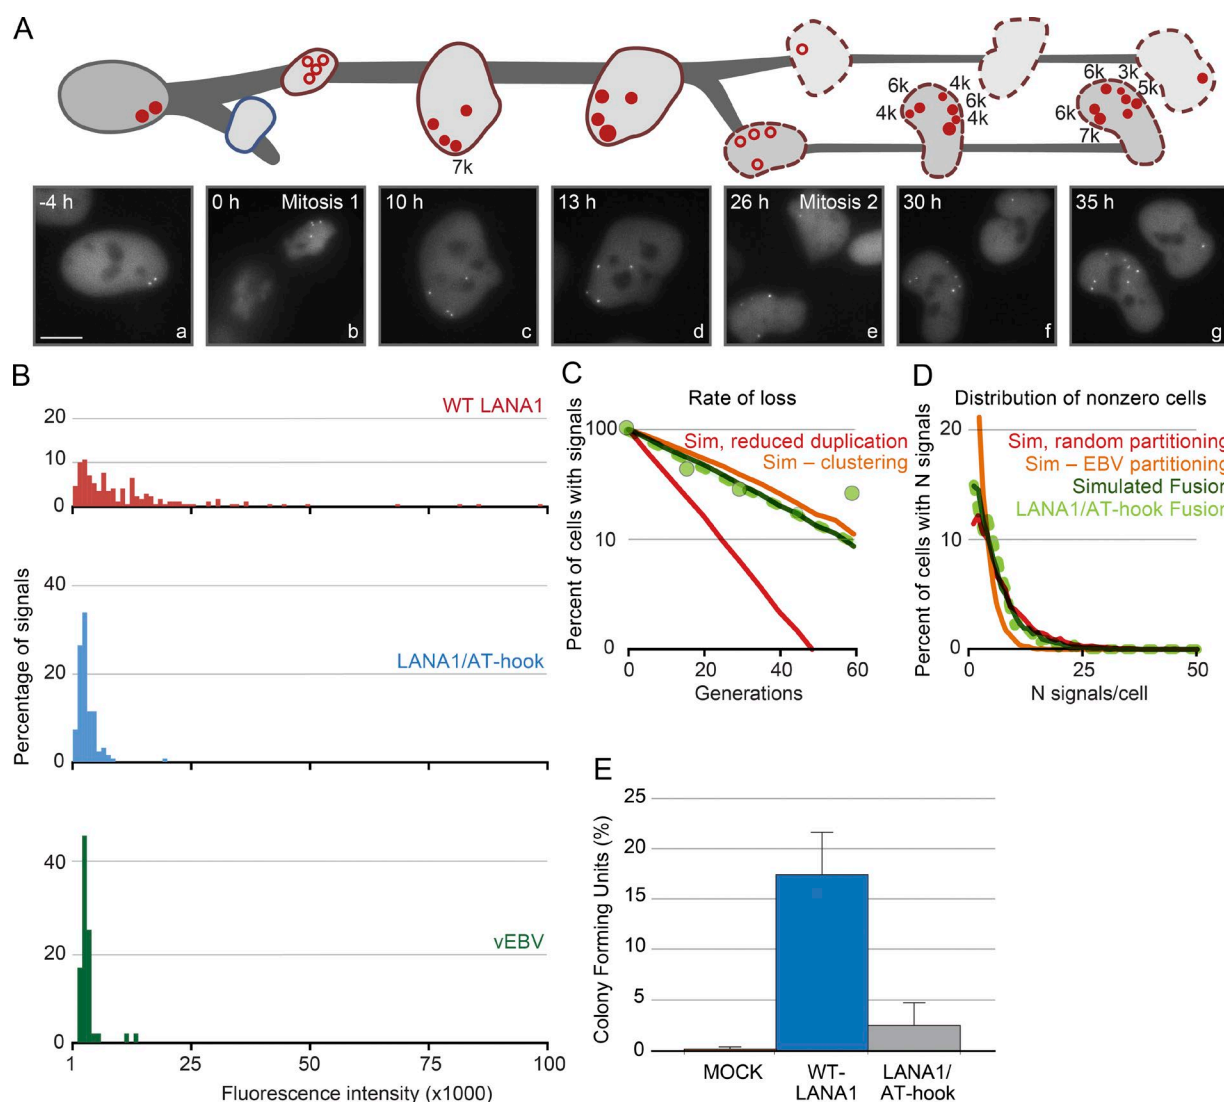 A
7k
6k
4k
4k
6k
4k
6k
3k
5k
6k
7k
-4 h
a
0 h
Mitosis 1
b
10 h
c
13 h
d
26 h
Mitosis 2
e
30 h
f
35 h
g
B
Percentage of signals
20
10
0
WT LANA1
40
20
0
LANA1/AT-hook
40
20
0
vEBV
1
25
50
75
100
Fluorescence intensity (x1000)
C
Rate of loss
Percent of cells with signals
100
10
0
Sim, reduced duplication
Sim – clustering
0
20
40
60
Generations
D
Distribution of nonzero cells
Percent of cells with N signals
20
10
0
Sim, random partitioning
Sim – EBV partitioning
Simulated Fusion
LANA1/AT-hook Fusion
0
25
50
N signals/cell
E
Colony Forming Units (%)
25
20
15
10
5
0
MOCK
WT-
LANA1
LANA1/
AT-hook